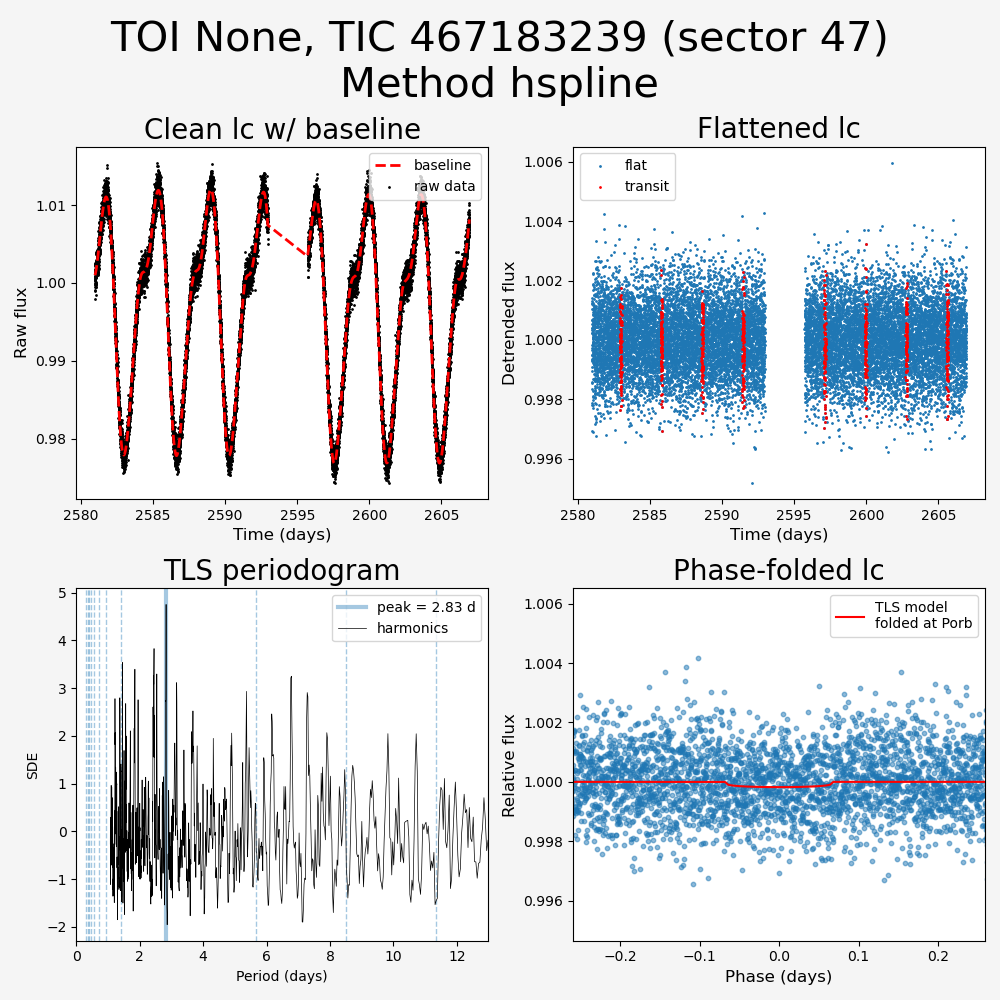 TOI None, TIC 467183239 (sector 47)
Method hspline
Clean lc w/ baseline
baseline
raw data
1.01
1.00
0.99
0.98
Raw flux
2580 2585 2590 2595 2600 2605
Time (days)
Flattened lc
flat
transit
1.006
1.004
1.002
1.000
0.998
0.996
Detrended flux
2580 2585 2590 2595 2600 2605
Time (days)
TLS periodogram
peak = 2.83 d
harmonics
5
4
3
2
1
0
−1
−2
SDE
0 2 4 6 8 10 12
Period (days)
Phase-folded lc
TLS model
folded at Porb
1.006
1.004
1.002
1.000
0.998
0.996
Relative flux
−0.2 −0.1 0.0 0.1 0.2
Phase (days)